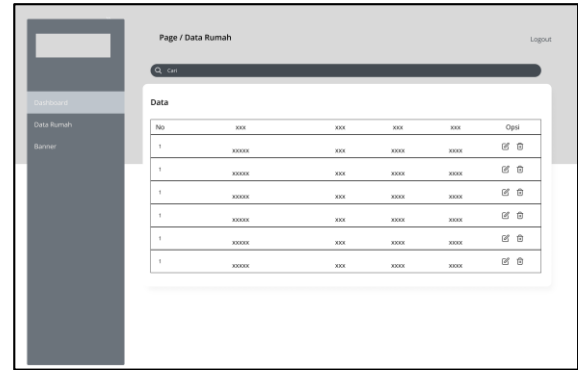 Page / Data Rumah
Logout
Cari
Dashboard
Data Rumah
Banner
Data
No xxx xxx xxx xxx Opsi
1 xxxxx xxx xxxx xxxx
1 xxxxx xxx xxxx xxxx
1 xxxxx xxx xxxx xxxx
1 xxxxx xxx xxxx xxxx
1 xxxxx xxx xxxx xxxx
1 xxxxx xxx xxxx xxxx